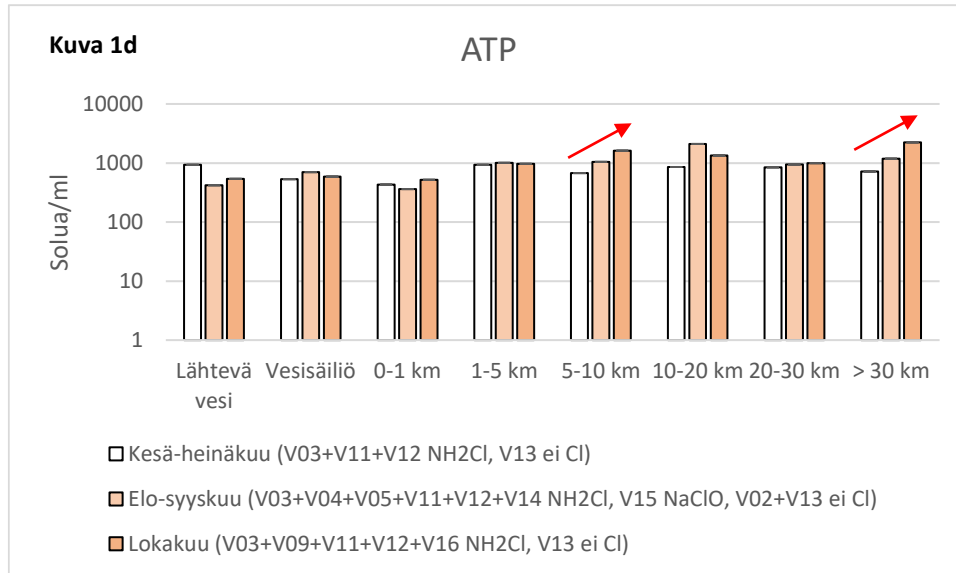 Kuva 1d
ATP
10000
1000
100
10
1
Solua/ml
Lähtevä vesi
Vesisäiliö
0-1 km
1-5 km
5-10 km
10-20 km
20-30 km
> 30 km
Kesä-heinäkuu (V03+V11+V12 NH2Cl, V13 ei Cl)
Elo-syyskuu (V03+V04+V05+V11+V12+V14 NH2Cl, V15 NaClO, V02+V13 ei Cl)
Lokakuu (V03+V09+V11+V12+V16 NH2Cl, V13 ei Cl)